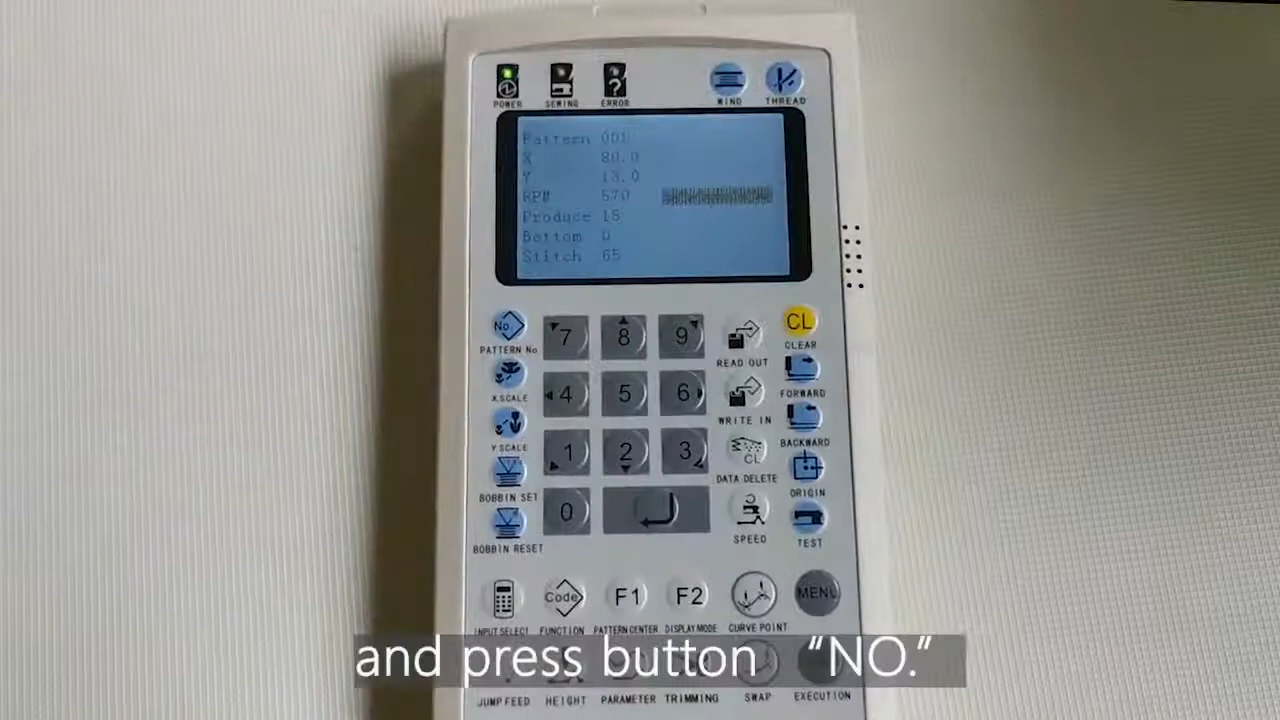 POWER SEWING ERROR WIND THREAD
Pattern 001
X 80.0
Y 13.0
RPM 570
Produce 15
Bottom 0
Stitch 65
No. 7 8 9 CL
PATTERN No READ OUT CLEAR
X.SCALE 4 5 6 FORWARD
WRITE IN
Y SCALE 1 2 3 CL BACKWARD
DATA DELETE
BOBBIN SET 0 ORIGIN
BOBBIN RESET SPEED TEST
Code F1 F2 MENU
INPUT SELECT FUNCTION PATTERN CENTER DISPLAY MODE CURVE POINT
and press button “NO.”
JUMP FEED HEIGHT PARAMETER TRIMMING SWAP EXECUTION